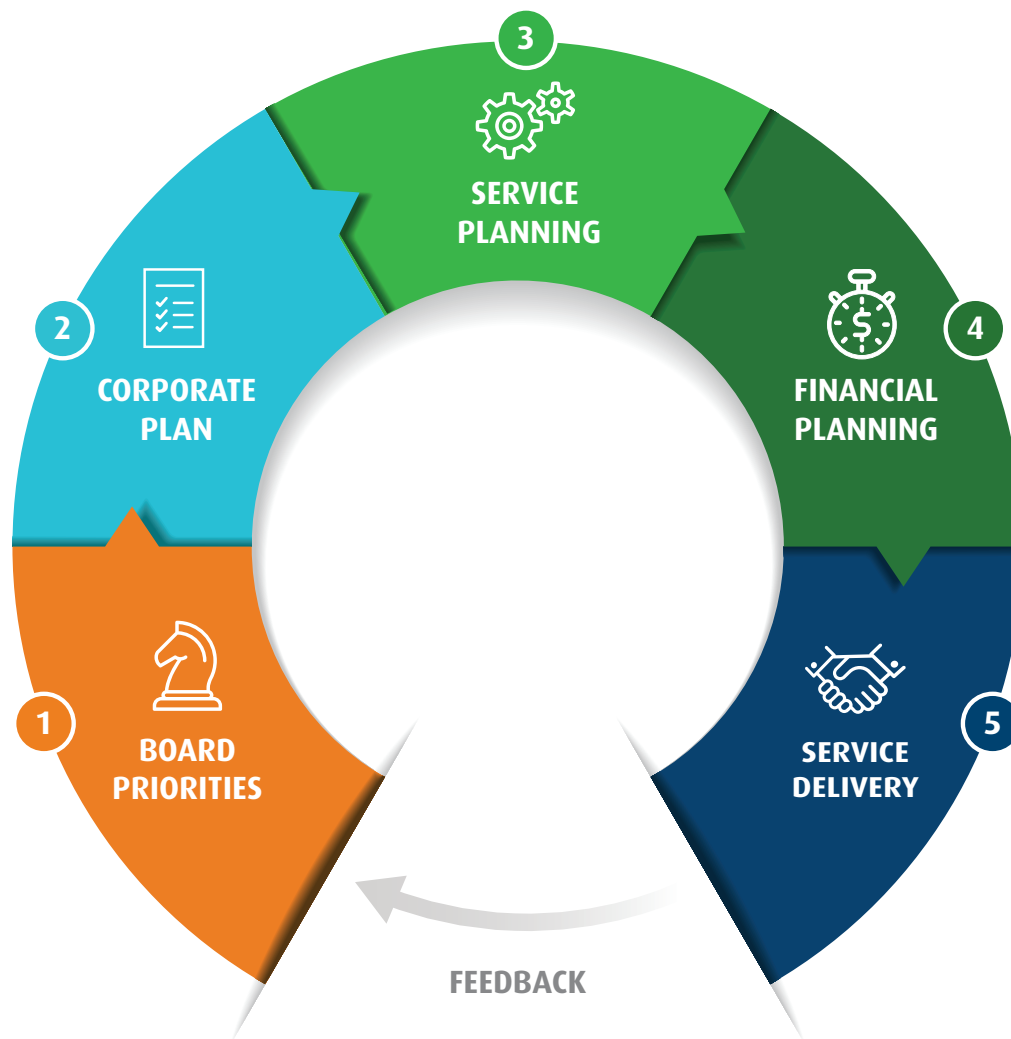 1
BOARD
PRIORITIES
2
CORPORATE
PLAN
3
SERVICE
PLANNING
4
FINANCIAL
PLANNING
$
5
SERVICE
DELIVERY
FEEDBACK